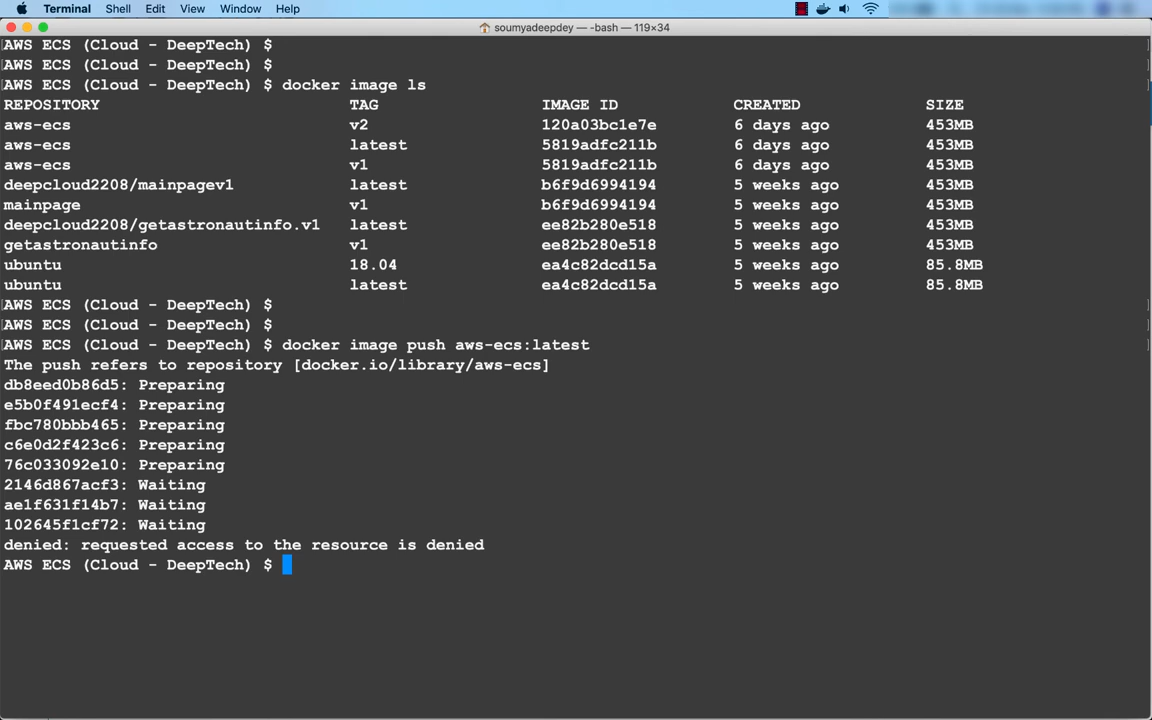 Terminal Shell Edit View Window Help
soumyadeepdey — -bash — 119×34
AWS ECS (Cloud - DeepTech) $
AWS ECS (Cloud - DeepTech) $
AWS ECS (Cloud - DeepTech) $ docker image ls
REPOSITORY TAG IMAGE ID CREATED SIZE
aws-ecs v2 120a03bc1e7e 6 days ago 453MB
aws-ecs latest 5819adfc211b 6 days ago 453MB
aws-ecs v1 5819adfc211b 6 days ago 453MB
deepcloud2208/mainpagev1 latest b6f9d6994194 5 weeks ago 453MB
mainpage v1 b6f9d6994194 5 weeks ago 453MB
deepcloud2208/getastronautinfo.v1 latest ee82b280e518 5 weeks ago 453MB
getastronautinfo v1 ee82b280e518 5 weeks ago 453MB
ubuntu 18.04 ea4c82dcd15a 5 weeks ago 85.8MB
ubuntu latest ea4c82dcd15a 5 weeks ago 85.8MB
AWS ECS (Cloud - DeepTech) $
AWS ECS (Cloud - DeepTech) $
AWS ECS (Cloud - DeepTech) $ docker image push aws-ecs:latest
The push refers to repository [docker.io/library/aws-ecs]
db8eed0b86d5: Preparing
e5b0f491ecf4: Preparing
fbc780bbb465: Preparing
c6e0d2f423c6: Preparing
76c033092e10: Preparing
2146d867acf3: Waiting
ae1f631f14b7: Waiting
102645f1cf72: Waiting
denied: requested access to the resource is denied
AWS ECS (Cloud - DeepTech) $